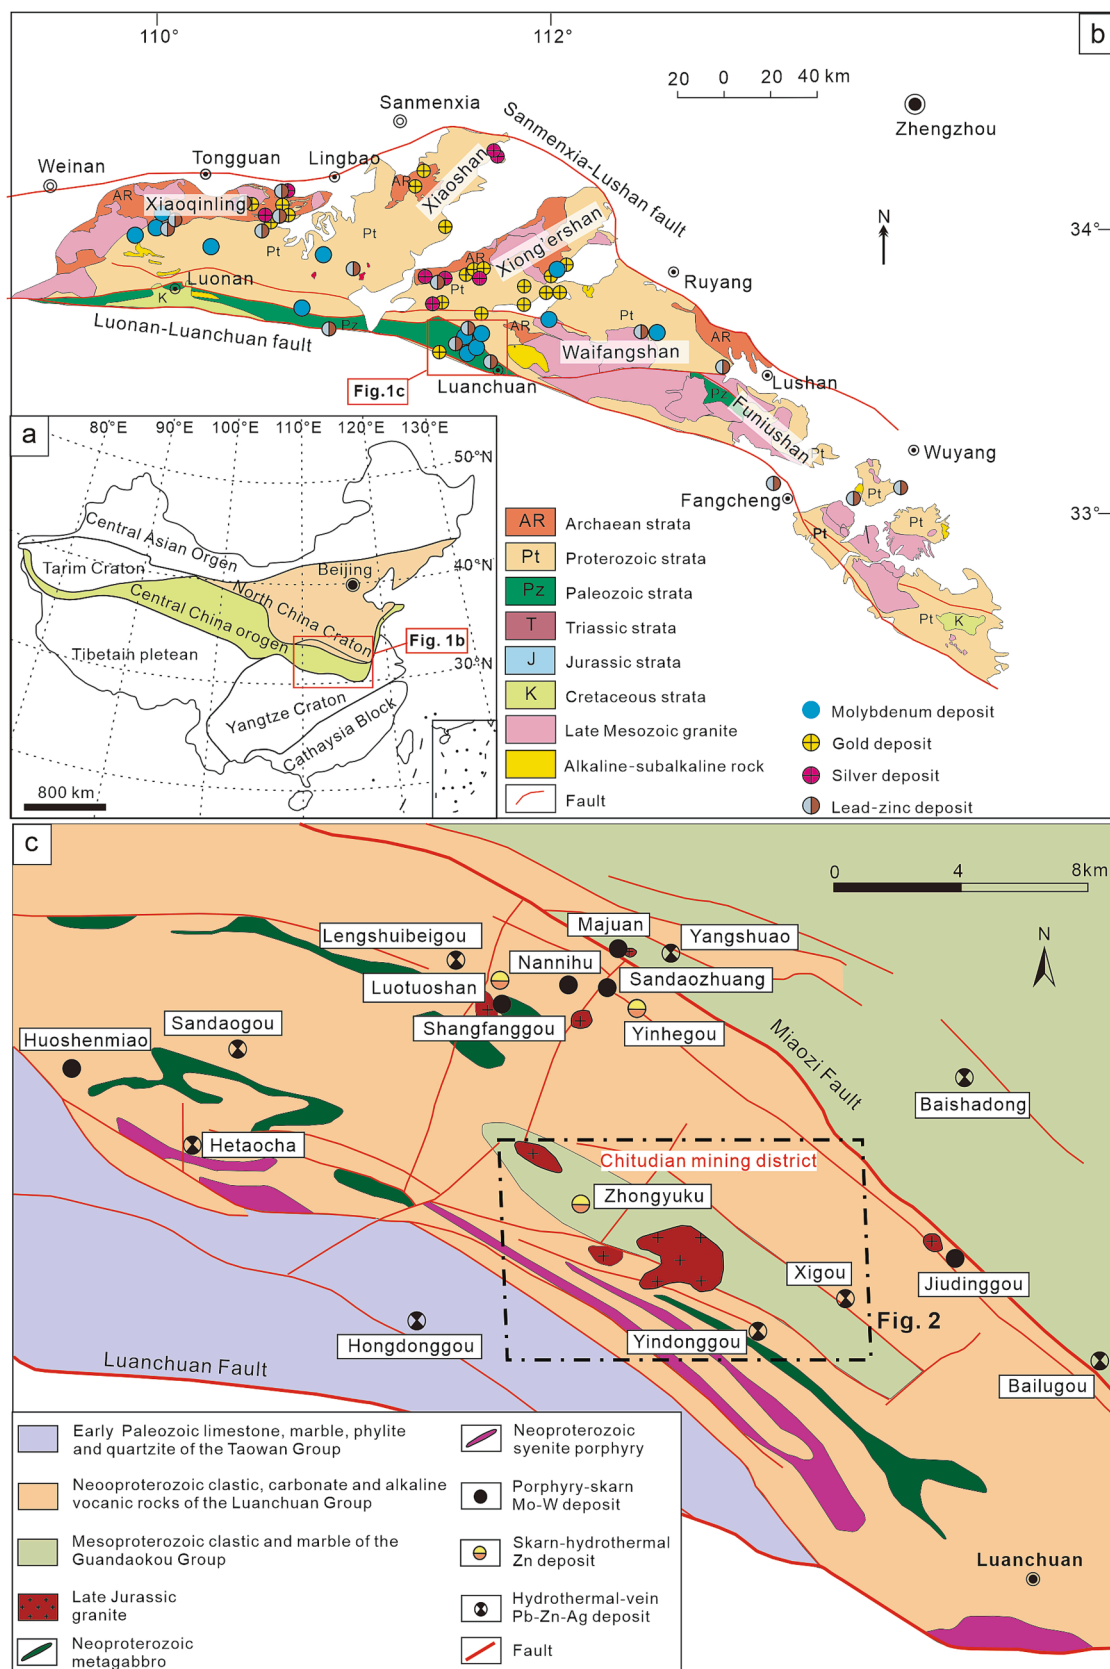 110°
112°
b
20 0 20 40 km
Sanmenxia
Zhengzhou
Sanmenxia-Lushan fault
Weinan
Tongguan
Lingbao
Xiaoshan
AR
AR
Xiaoqinling
N
34°
Pt
Pt
Xiong'ershan
AR
Pt
Ruyang
Luonan
K
Pz
AR
Pt
AR
Luonan-Luanchuan fault
Waifangshan
Fig.1c
Luanchuan
Lushan
Pz
Funiushan
Pt
Wuyang
Fangcheng
Pt
33°
Pt
Pt
K
a
80°E 90°E 100°E 110°E 120°E 130°E
50°N
Central Asian Orgen
40°N
Tarim Craton
Beijing
North China Craton
Central China orogen
Fig. 1b
Tibetain pletean
30°N
Yangtze Craton
Cathaysia Block
800 km
AR Archaean strata
Pt Proterozoic strata
Pz Paleozoic strata
T Triassic strata
J Jurassic strata
K Cretaceous strata
Late Mesozoic granite
Alkaline-subalkaline rock
Fault
Molybdenum deposit
Gold deposit
Silver deposit
Lead-zinc deposit
c
0 4 8km
Majuan
Lengshuibeigou
Yangshuao
Nannihu
N
Luotuoshan
Sandaozhuang
Sandaogou
Shangfanggou
Yinhegou
Huoshenmiao
Miaozi Fault
Baishadong
Hetaocha
Chitudian mining district
Zhongyuku
Xigou
Jiudinggou
Fig. 2
Hongdonggou
Yindonggou
Luanchuan Fault
Bailugou
Early Paleozoic limestone, marble, phylite
and quartzite of the Taowan Group
Neooproterozoic clastic, carbonate and alkaline
vocanic rocks of the Luanchuan Group
Mesoproterozoic clastic and marble of the
Guandaokou Group
Late Jurassic
granite
Neoproterozoic
metagabbro
Neoproterozoic
syenite porphyry
Porphyry-skarn
Mo-W deposit
Skarn-hydrothermal
Zn deposit
Hydrothermal-vein
Pb-Zn-Ag deposit
Fault
Luanchuan